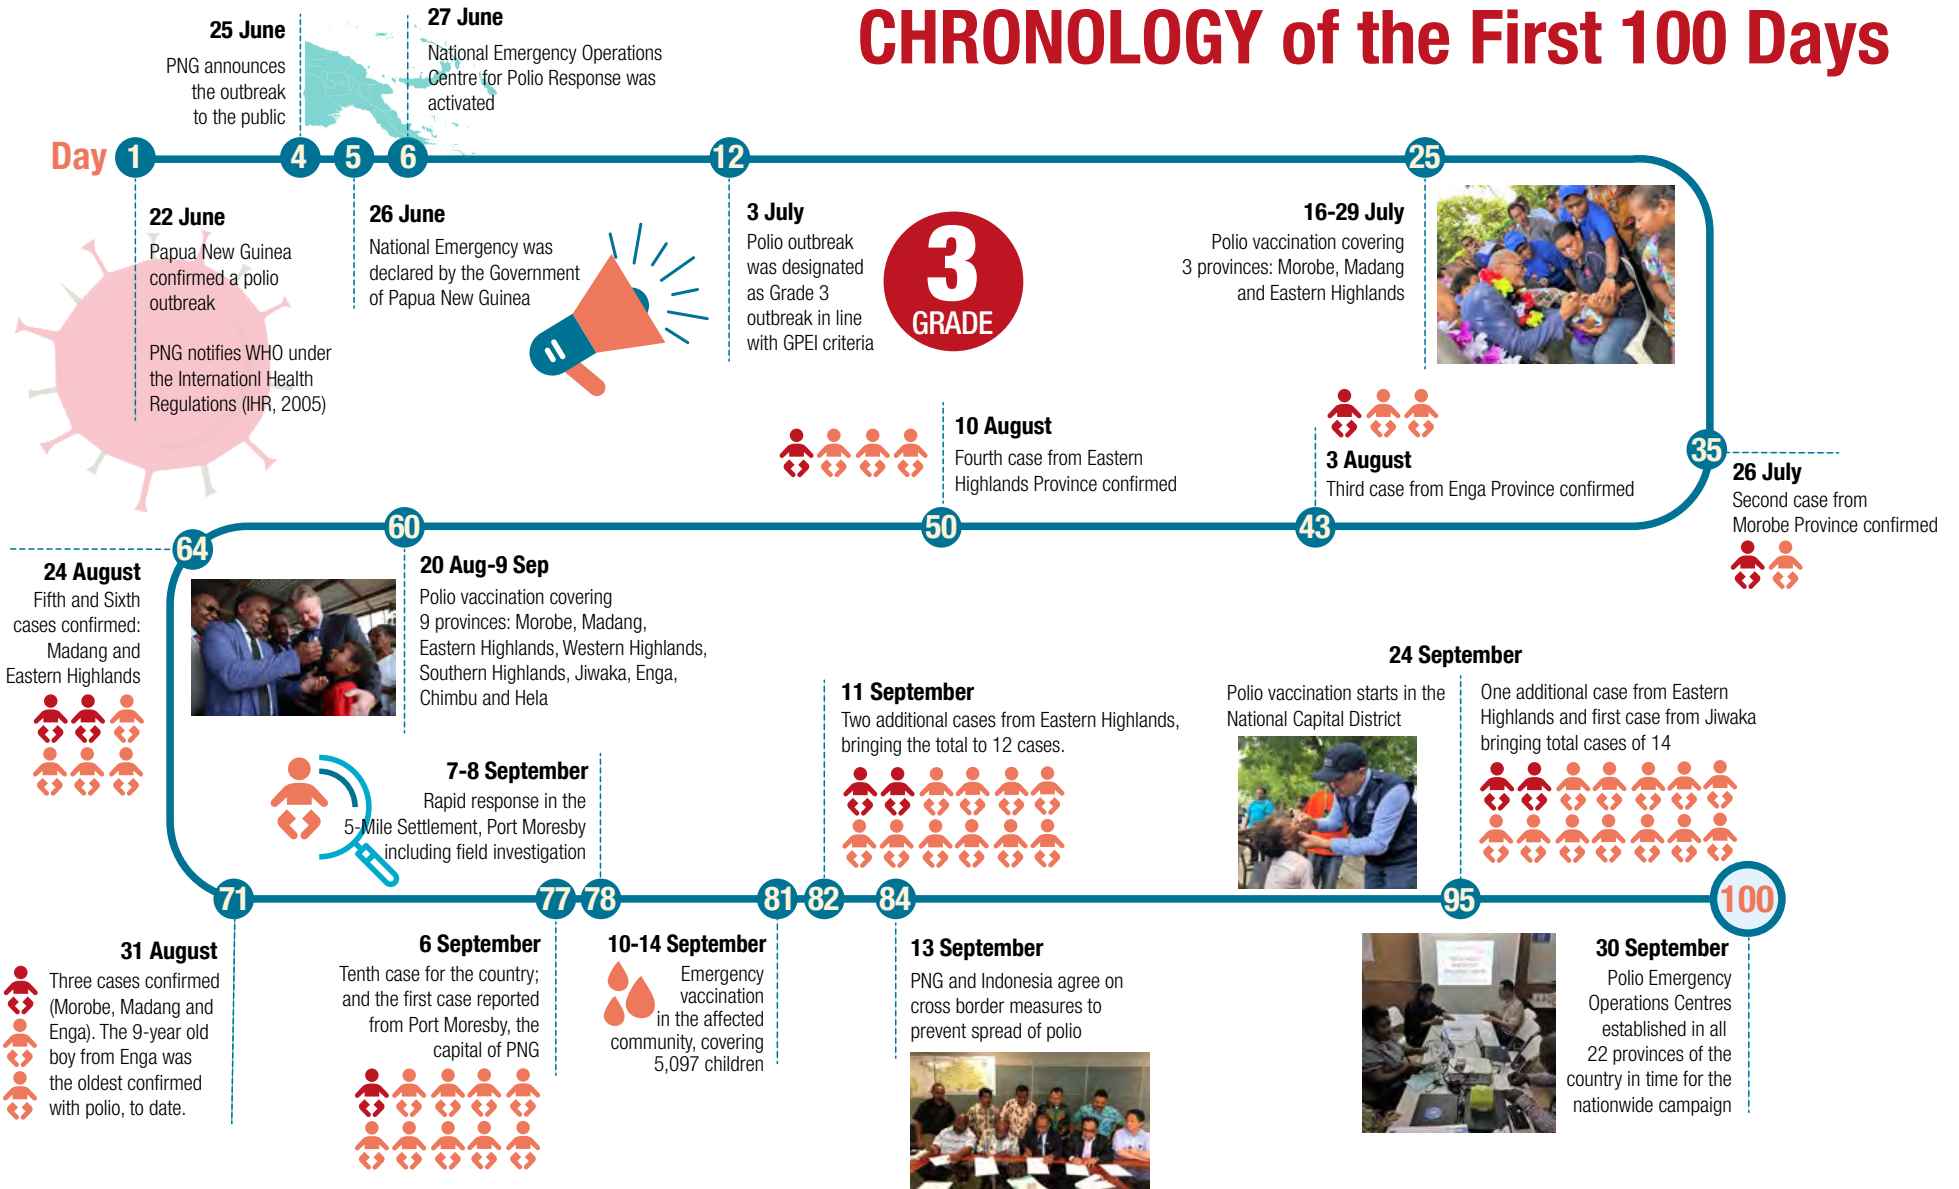 CHRONOLOGY of the First 100 Days
25 June
PNG announces
the outbreak
to the public
27 June
National Emergency Operations
Centre for Polio Response was
activated
Day 1
4
5
6
12
25
22 June
Papua New Guinea
confirmed a polio
outbreak
PNG notifies WHO under
the Internationl Health
Regulations (IHR, 2005)
26 June
National Emergency was
declared by the Government
of Papua New Guinea
3 July
Polio outbreak
was designated
as Grade 3
outbreak in line
with GPEI criteria
3
GRADE
16-29 July
Polio vaccination covering
3 provinces: Morobe, Madang
and Eastern Highlands
35
26 July
Second case from
Morobe Province confirmed
3 August
Third case from Enga Province confirmed
43
10 August
Fourth case from Eastern
Highlands Province confirmed
50
60
20 Aug-9 Sep
Polio vaccination covering
9 provinces: Morobe, Madang,
Eastern Highlands, Western Highlands,
Southern Highlands, Jiwaka, Enga,
Chimbu and Hela
64
24 August
Fifth and Sixth
cases confirmed:
Madang and
Eastern Highlands
71
31 August
Three cases confirmed
(Morobe, Madang and
Enga). The 9-year old
boy from Enga was
the oldest confirmed
with polio, to date.
77
6 September
Tenth case for the country;
and the first case reported
from Port Moresby, the
capital of PNG
78
7-8 September
Rapid response in the
5-Mile Settlement, Port Moresby
including field investigation
81
10-14 September
Emergency
vaccination
in the affected
community, covering
5,097 children
82
11 September
Two additional cases from Eastern Highlands,
bringing the total to 12 cases.
84
13 September
PNG and Indonesia agree on
cross border measures to
prevent spread of polio
95
24 September
Polio vaccination starts in the
National Capital District
One additional case from Eastern
Highlands and first case from Jiwaka
bringing total cases of 14
100
30 September
Polio Emergency
Operations Centres
established in all
22 provinces of the
country in time for the
nationwide campaign